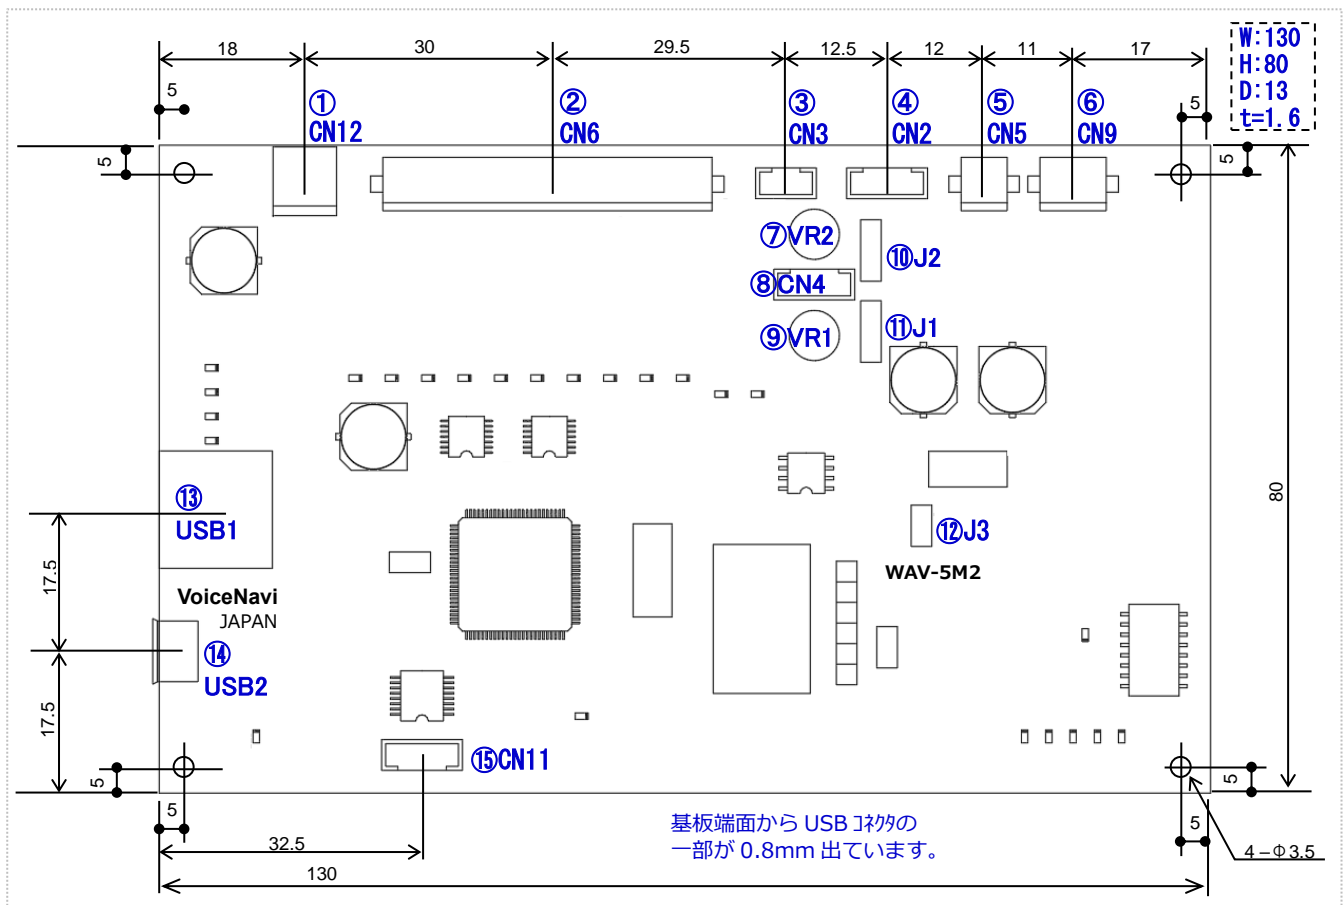 18
30
29.5
12.5
12
11
17
W:130
H:80
D:13
t=1.6
5
5
① CN12
② CN6
③ CN3
④ CN2
⑤ CN5
⑥ CN9
5
5
⑦VR2
⑩J2
⑧CN4
⑨VR1
⑪J1
80
⑬
USB1
⑫J3
WAV-5M2
17.5
VoiceNavi
JAPAN
⑭
USB2
17.5
⑮CN11
5
5
5
5
32.5
基板端面から USB ｺﾈｸﾀの
一部が 0.8mm 出ています。
4－Φ3.5
130